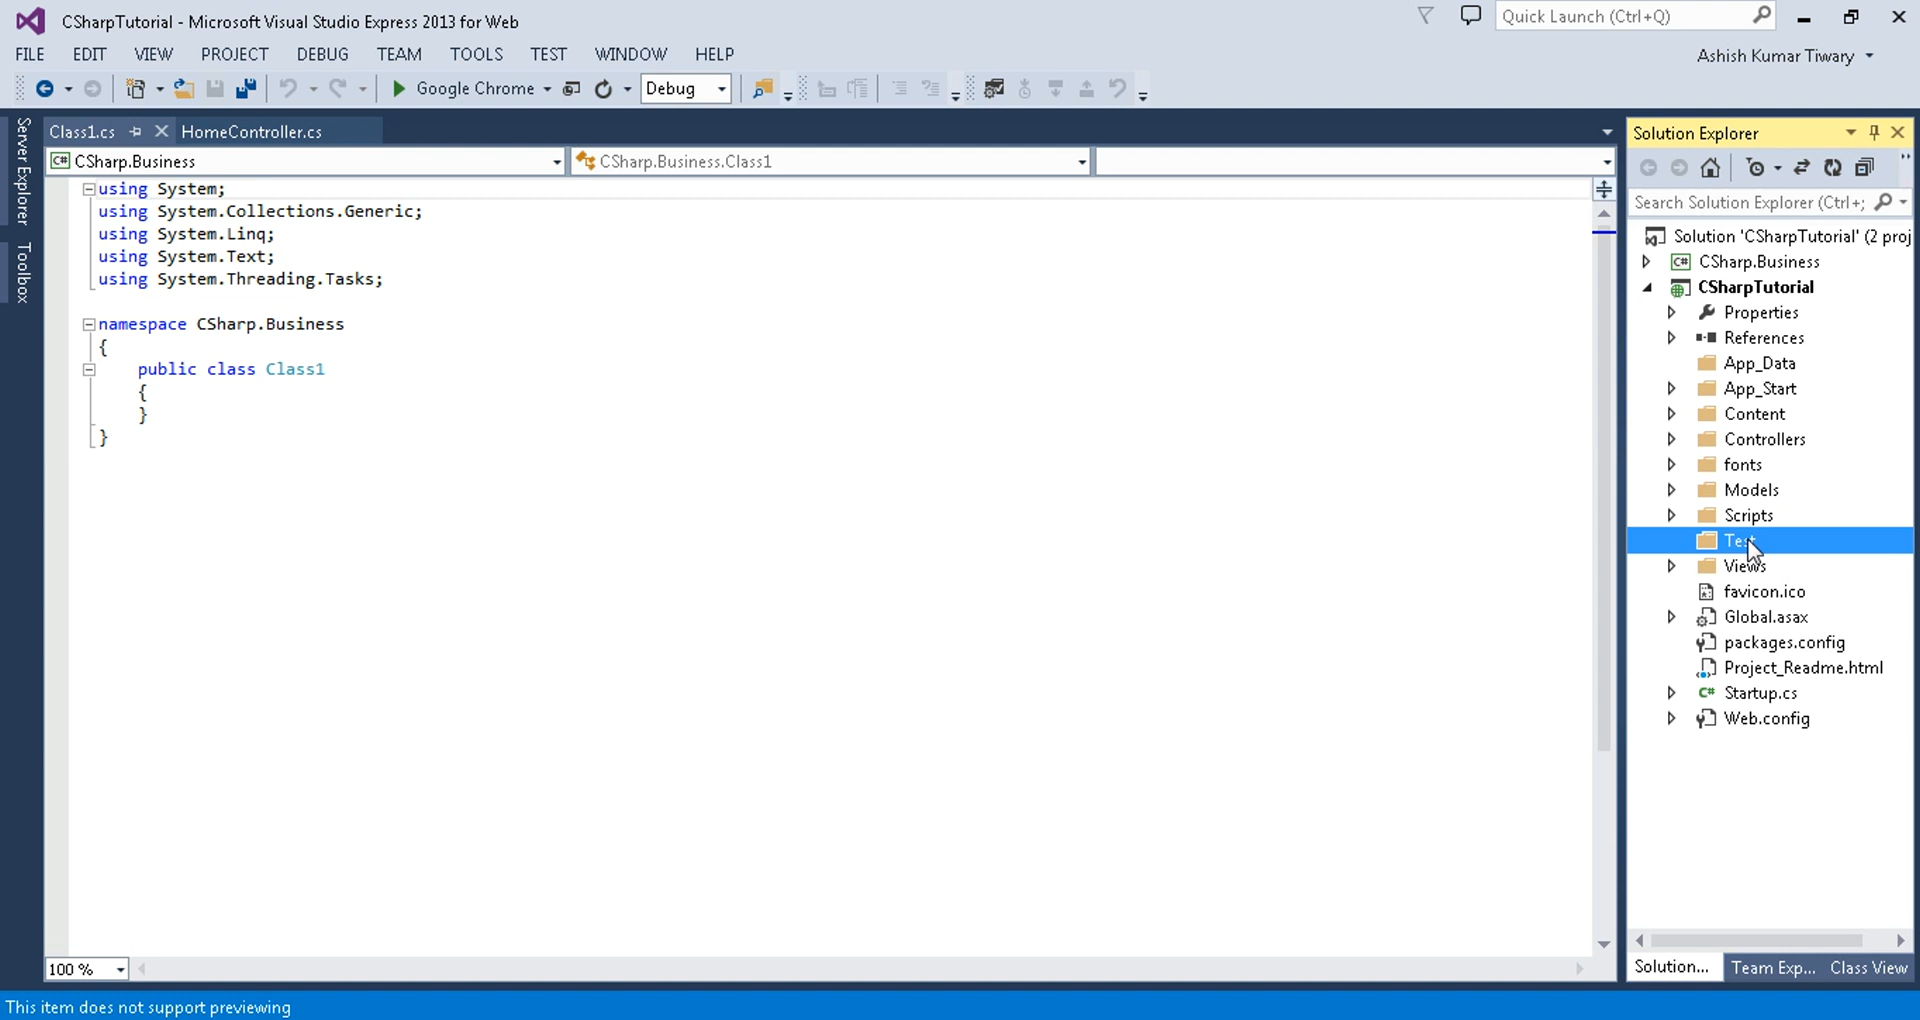 CSharpTutorial - Microsoft Visual Studio Express 2013 for Web
Quick Launch (Ctrl+Q)
FILE EDIT VIEW PROJECT DEBUG TEAM TOOLS TEST WINDOW HELP
Ashish Kumar Tiwary
Google Chrome
Debug
Server Explorer
Toolbox
Class1.cs
HomeController.cs
C# CSharp.Business
CSharp.Business.Class1
using System;
using System.Collections.Generic;
using System.Linq;
using System.Text;
using System.Threading.Tasks;
namespace CSharp.Business
{
public class Class1
{
}
}
100 %
Solution Explorer
Search Solution Explorer (Ctrl+;
Solution 'CSharpTutorial' (2 proj
C# CSharp.Business
CSharpTutorial
Properties
References
App_Data
App_Start
Content
Controllers
fonts
Models
Scripts
Test
Views
favicon.ico
Global.asax
packages.config
Project_Readme.html
C# Startup.cs
Web.config
Solution... Team Exp... Class View
This item does not support previewing